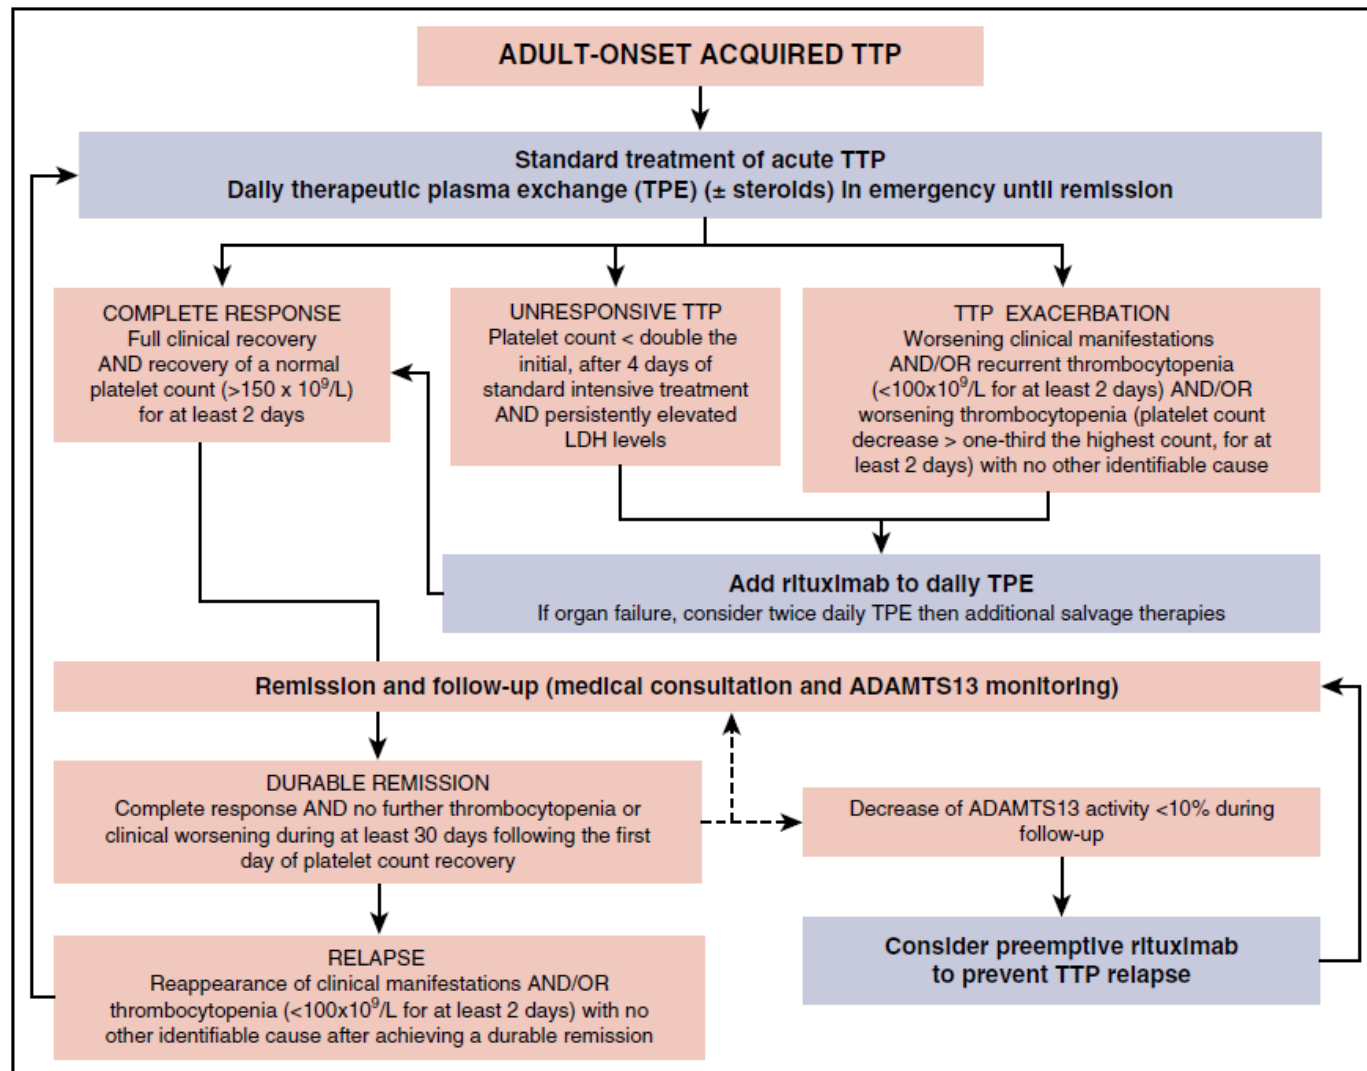 ADULT-ONSET ACQUIRED TTP
Standard treatment of acute TTP
Daily therapeutic plasma exchange (TPE) (± steroids) in emergency until remission
COMPLETE RESPONSE
Full clinical recovery
AND recovery of a normal
platelet count (>150 x 10⁹/L)
for at least 2 days
UNRESPONSIVE TTP
Platelet count < double the
initial, after 4 days of
standard intensive treatment
AND persistently elevated
LDH levels
TTP EXACERBATION
Worsening clinical manifestations
AND/OR recurrent thrombocytopenia
(<100x10⁹/L for at least 2 days) AND/OR
worsening thrombocytopenia (platelet count
decrease > one-third the highest count, for at
least 2 days) with no other identifiable cause
Add rituximab to daily TPE
If organ failure, consider twice daily TPE then additional salvage therapies
Remission and follow-up (medical consultation and ADAMTS13 monitoring)
DURABLE REMISSION
Complete response AND no further thrombocytopenia or
clinical worsening during at least 30 days following the first
day of platelet count recovery
Decrease of ADAMTS13 activity <10% during
follow-up
RELAPSE
Reappearance of clinical manifestations AND/OR
thrombocytopenia (<100x10⁹/L for at least 2 days) with no
other identifiable cause after achieving a durable remission
Consider preemptive rituximab
to prevent TTP relapse